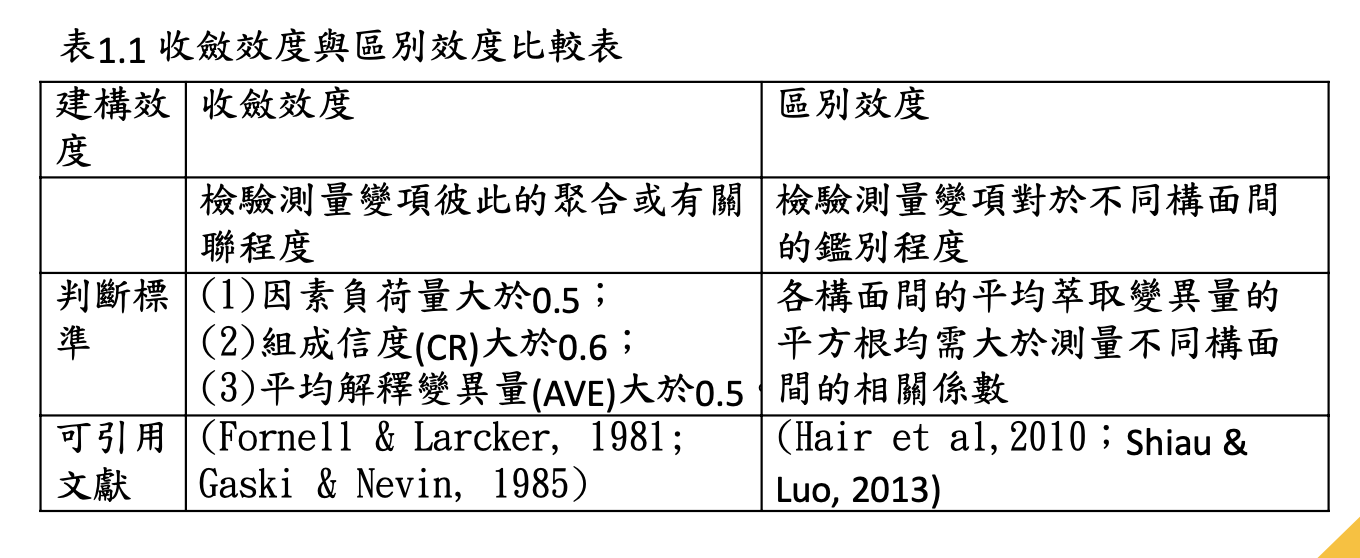 表1.1 收斂效度與區別效度比較表
建構效
度
收斂效度
區別效度
檢驗測量變項彼此的聚合或有關
聯程度
檢驗測量變項對於不同構面間
的鑑別程度
判斷標
準
(1)因素負荷量大於0.5；
(2)組成信度(CR)大於0.6；
(3)平均解釋變異量(AVE)大於0.5。
各構面間的平均萃取變異量的
平方根均需大於測量不同構面
間的相關係數
可引用
文獻
(Fornell & Larcker, 1981;
Gaski & Nevin, 1985)
(Hair et al,2010；Shiau &
Luo, 2013)